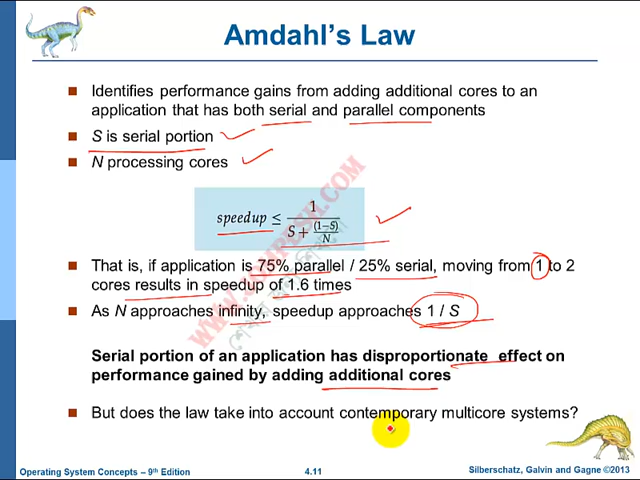 Amdahl's Law
Identifies performance gains from adding additional cores to an
application that has both serial and parallel components
S is serial portion
N processing cores
speedup ≤ 1 / (S + (1−S)/N)
That is, if application is 75% parallel / 25% serial, moving from 1 to 2
cores results in speedup of 1.6 times
As N approaches infinity, speedup approaches 1 / S
Serial portion of an application has disproportionate effect on
performance gained by adding additional cores
But does the law take into account contemporary multicore systems?
Operating System Concepts – 9th Edition
4.11
Silberschatz, Galvin and Gagne ©2013